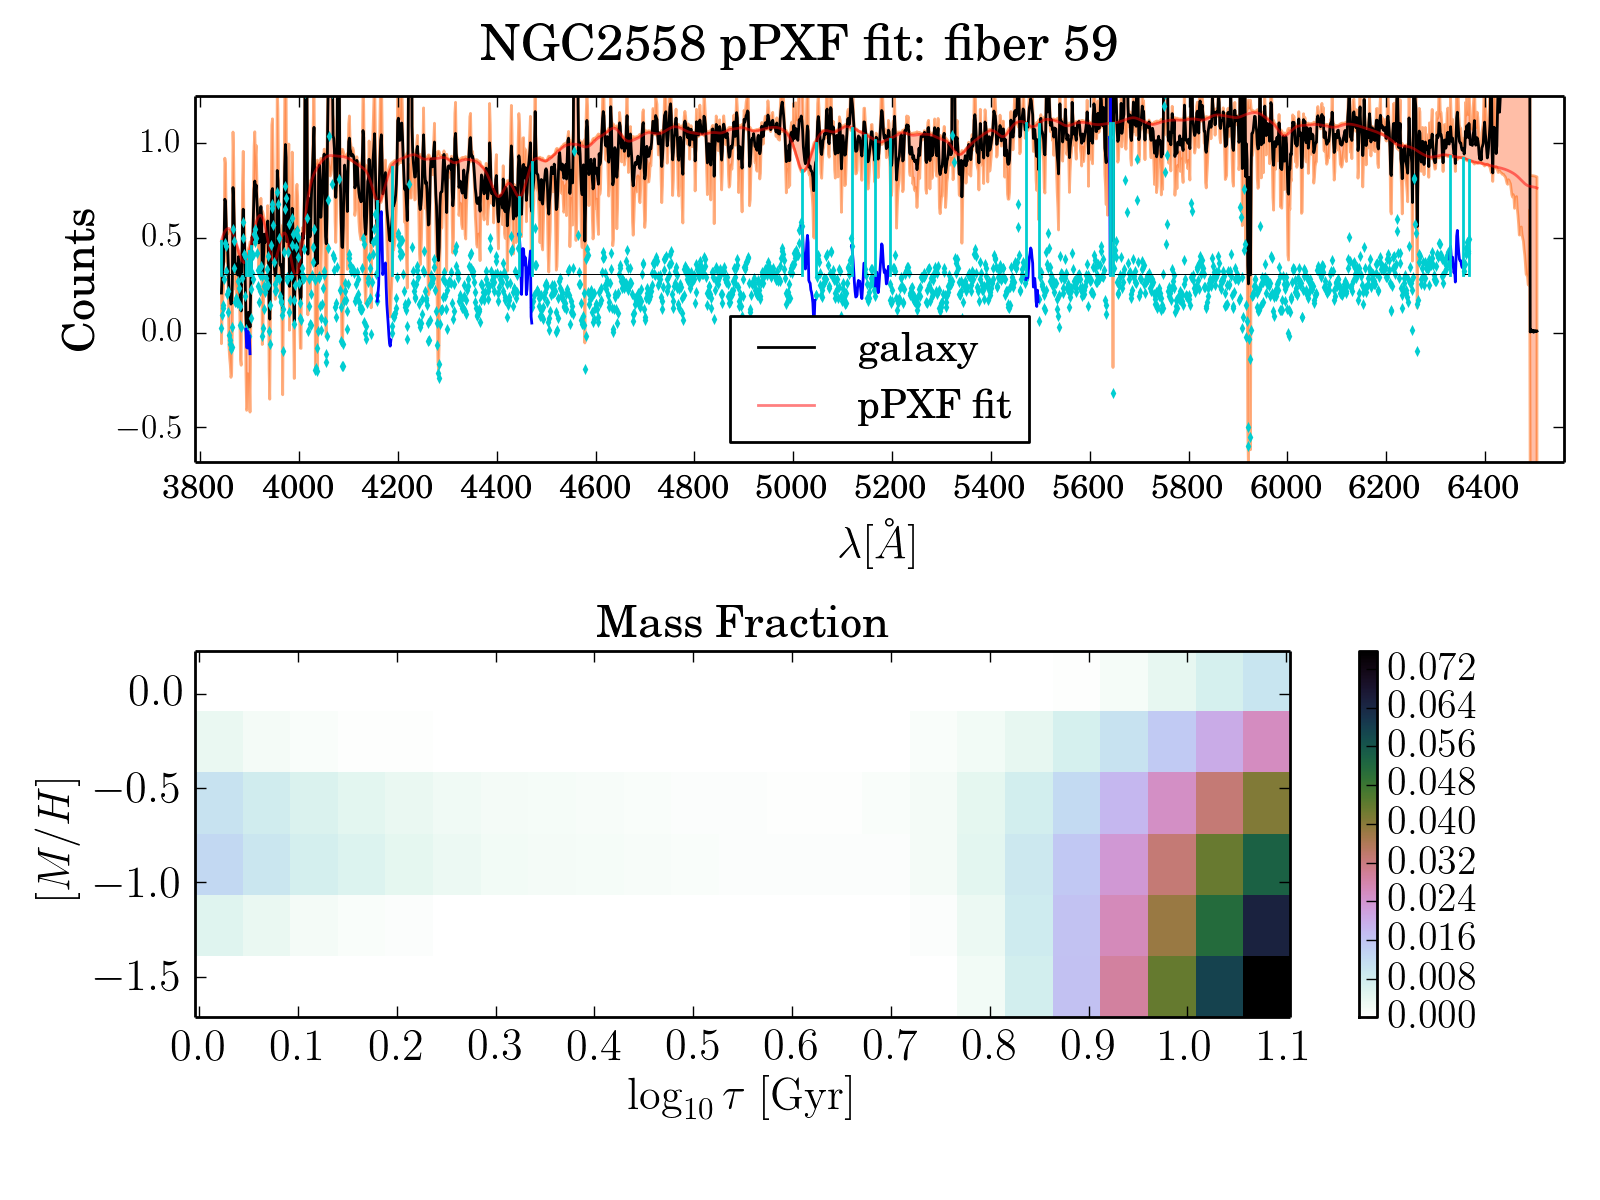 NGC2558 pPXF fit: fiber 59
Counts
1.0
0.5
0.0
−0.5
galaxy
pPXF fit
3800 4000 4200 4400 4600 4800 5000 5200 5400 5600 5800 6000 6200 6400
λ[Å]
Mass Fraction
[M/H]
0.0
−0.5
−1.0
−1.5
0.0 0.1 0.2 0.3 0.4 0.5 0.6 0.7 0.8 0.9 1.0 1.1
log₁₀ τ [Gyr]
0.072
0.064
0.056
0.048
0.040
0.032
0.024
0.016
0.008
0.000